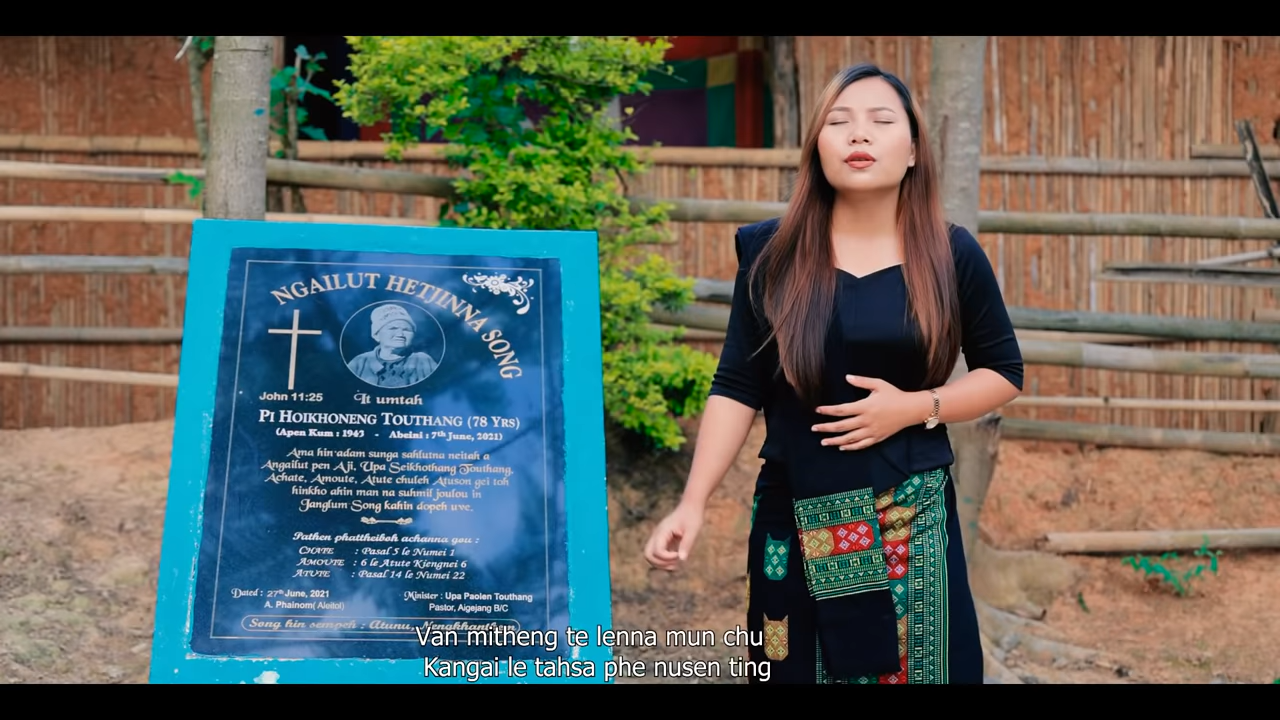 NGAILUT HETJINNA SONG
John 11:25
It umtah
PI HOIKHONENG TOUTHANG (78 YRS)
(Apen Kum : 1943 - Abeini : 7th June, 2021)
Ama hin adam sunga sahlutna neitah a
Angailut pen Aji, Upa Seikhothang Touthang,
Achate, Amoute, Atute chuleh Atuson gei toh
hinkho ahin man na suhmil joulou in
Janglum Song kahin dopeh uve.
Pathen phattheiboh achanna gou :
CHATE : Pasal 5 le Numei 1
AMOUTE : 6 le Atute Kiengnei 6
ATUTE : Pasal 14 le Numei 22
Dated : 27th June, 2021
A. Phainom( Aleitol)
Minister : Upa Paolen Touthang
Pastor, Aigejang B/C
Song hin sempeh : Atunu,
Van mitheng te lenna mun chu
Kangai le tahsa phe nusen ting